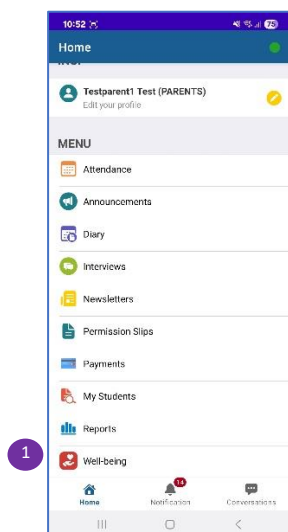 10:52
75
Home
Testparent1 Test (PARENTS)
Edit your profile
MENU
Attendance
Announcements
Diary
Interviews
Newsletters
Permission Slips
Payments
My Students
Reports
1
Well-being
14
Home Notification Conversations